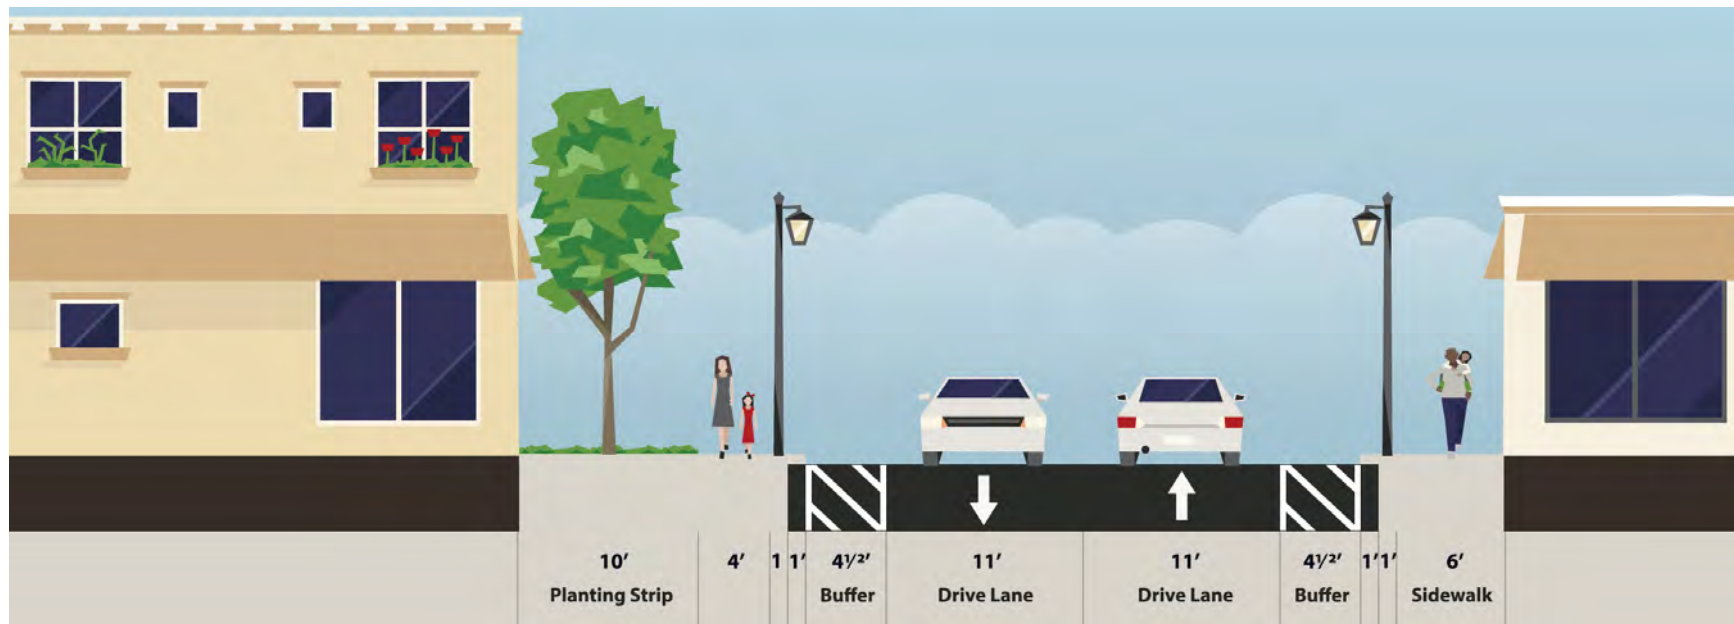 10′ 4′ 1 1′ 4½′ 11′ 11′ 4½′ 1′ 1′ 6′
Planting Strip Buffer Drive Lane Drive Lane Buffer Sidewalk